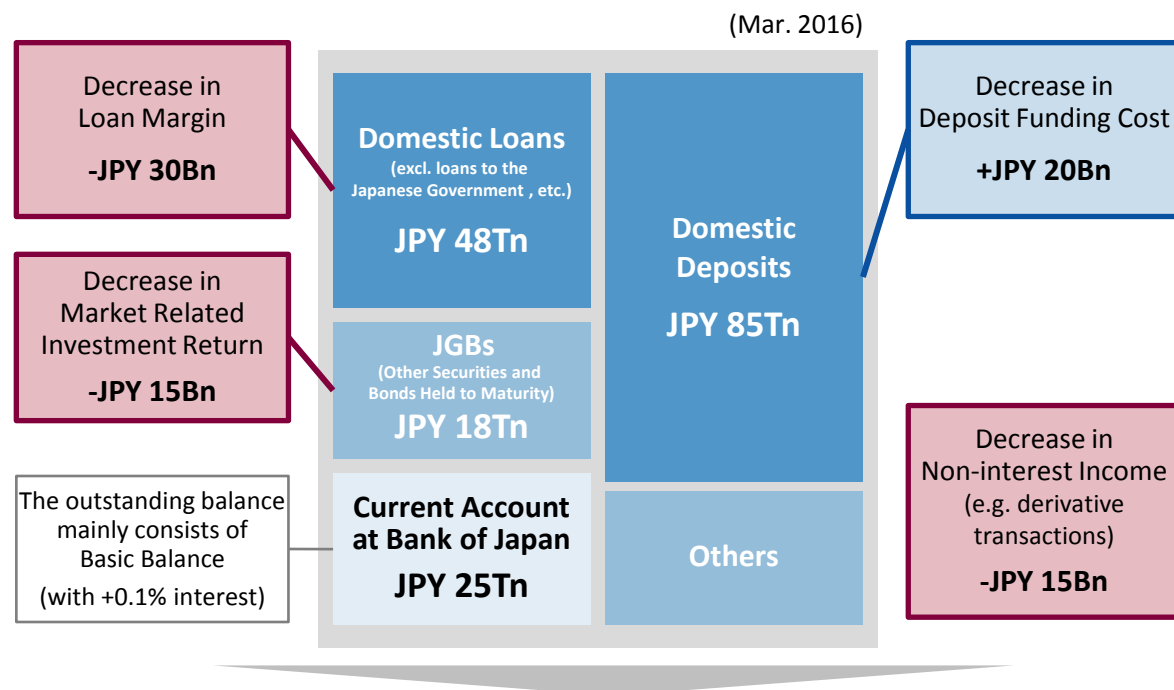 (Mar. 2016)
Decrease in
Loan Margin
-JPY 30Bn
Decrease in
Market Related
Investment Return
-JPY 15Bn
The outstanding balance
mainly consists of
Basic Balance
(with +0.1% interest)
Domestic Loans
(excl. loans to the
Japanese Government , etc.)
JPY 48Tn
JGBs
(Other Securities and
Bonds Held to Maturity)
JPY 18Tn
Current Account
at Bank of Japan
JPY 25Tn
Domestic
Deposits
JPY 85Tn
Others
Decrease in
Deposit Funding Cost
+JPY 20Bn
Decrease in
Non-interest Income
(e.g. derivative
transactions)
-JPY 15Bn